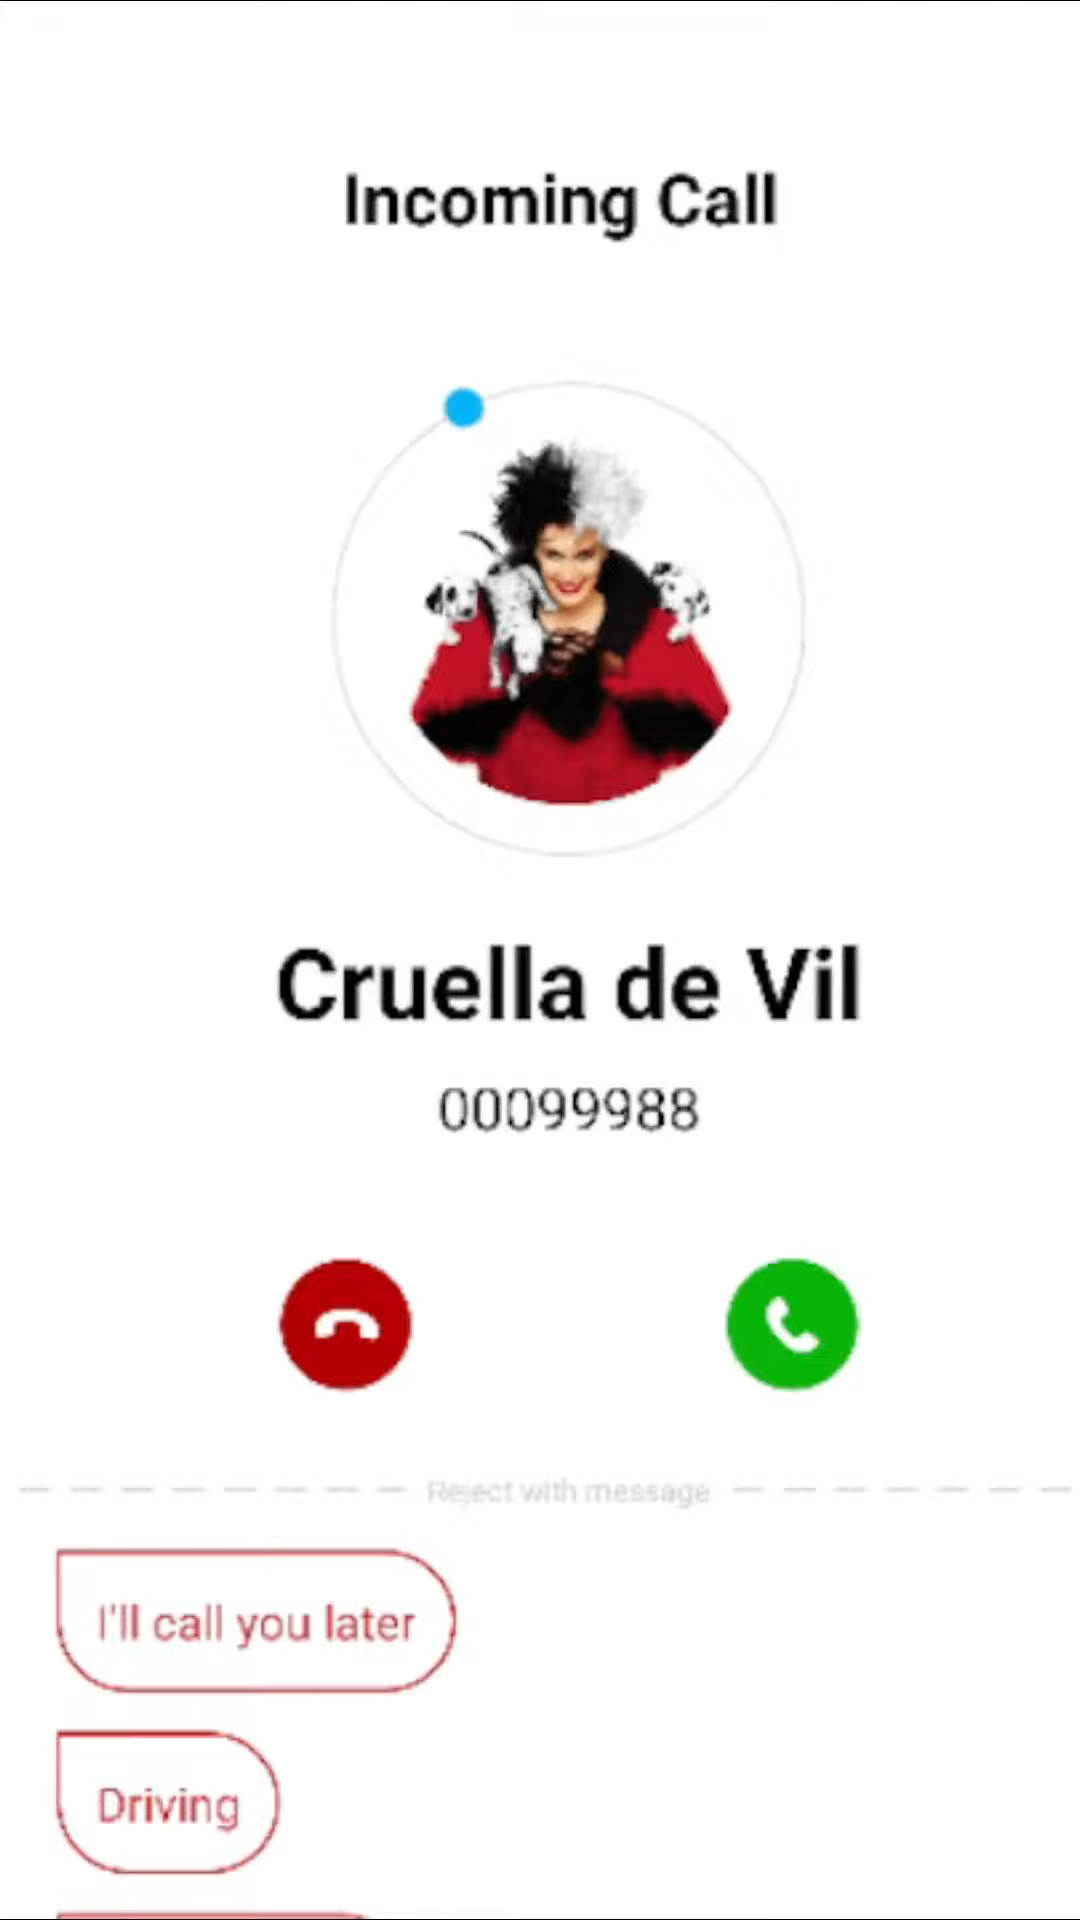 Incoming Call
Cruella de Vil
00099988
Reject with message
I'll call you later
Driving